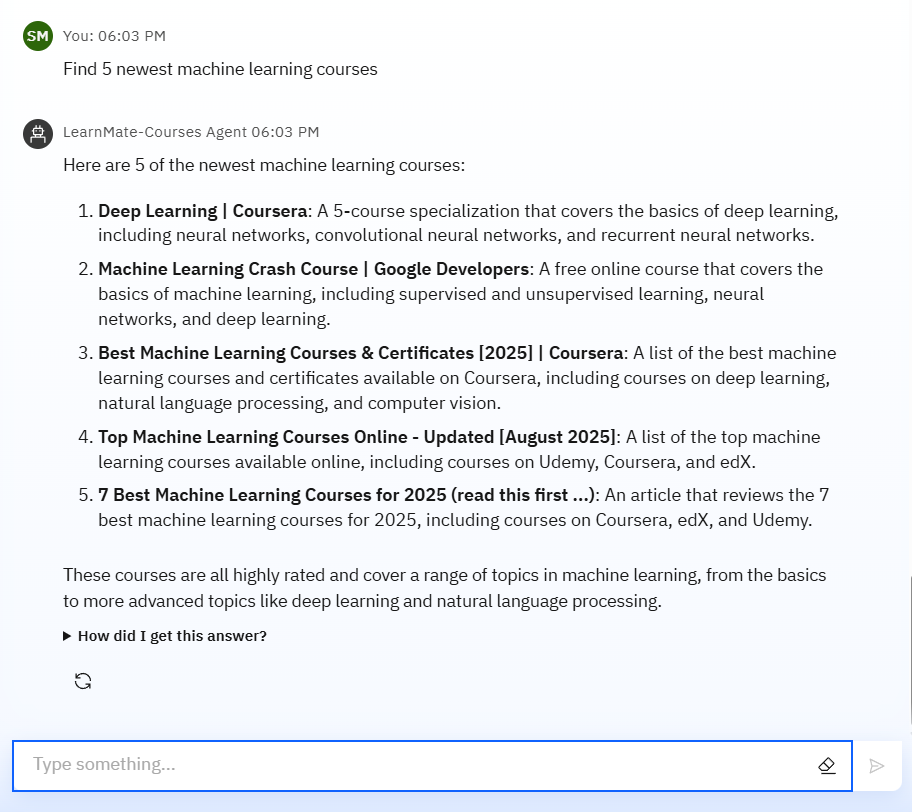 SM You: 06:03 PM
Find 5 newest machine learning courses
LearnMate-Courses Agent 06:03 PM
Here are 5 of the newest machine learning courses:
1. Deep Learning | Coursera: A 5-course specialization that covers the basics of deep learning,
including neural networks, convolutional neural networks, and recurrent neural networks.
2. Machine Learning Crash Course | Google Developers: A free online course that covers the
basics of machine learning, including supervised and unsupervised learning, neural
networks, and deep learning.
3. Best Machine Learning Courses & Certificates [2025] | Coursera: A list of the best machine
learning courses and certificates available on Coursera, including courses on deep learning,
natural language processing, and computer vision.
4. Top Machine Learning Courses Online - Updated [August 2025]: A list of the top machine
learning courses available online, including courses on Udemy, Coursera, and edX.
5. 7 Best Machine Learning Courses for 2025 (read this first ...): An article that reviews the 7
best machine learning courses for 2025, including courses on Coursera, edX, and Udemy.
These courses are all highly rated and cover a range of topics in machine learning, from the basics
to more advanced topics like deep learning and natural language processing.
How did I get this answer?
Type something...